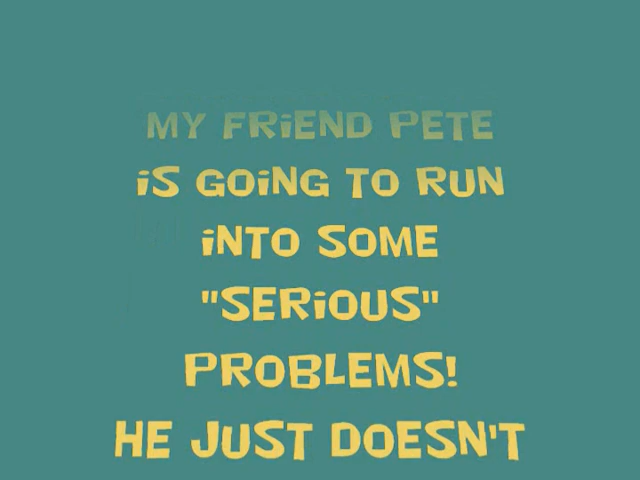 MY FRIEND PETE
IS GOING TO RUN
INTO SOME
"SERIOUS"
PROBLEMS!
HE JUST DOESN'T